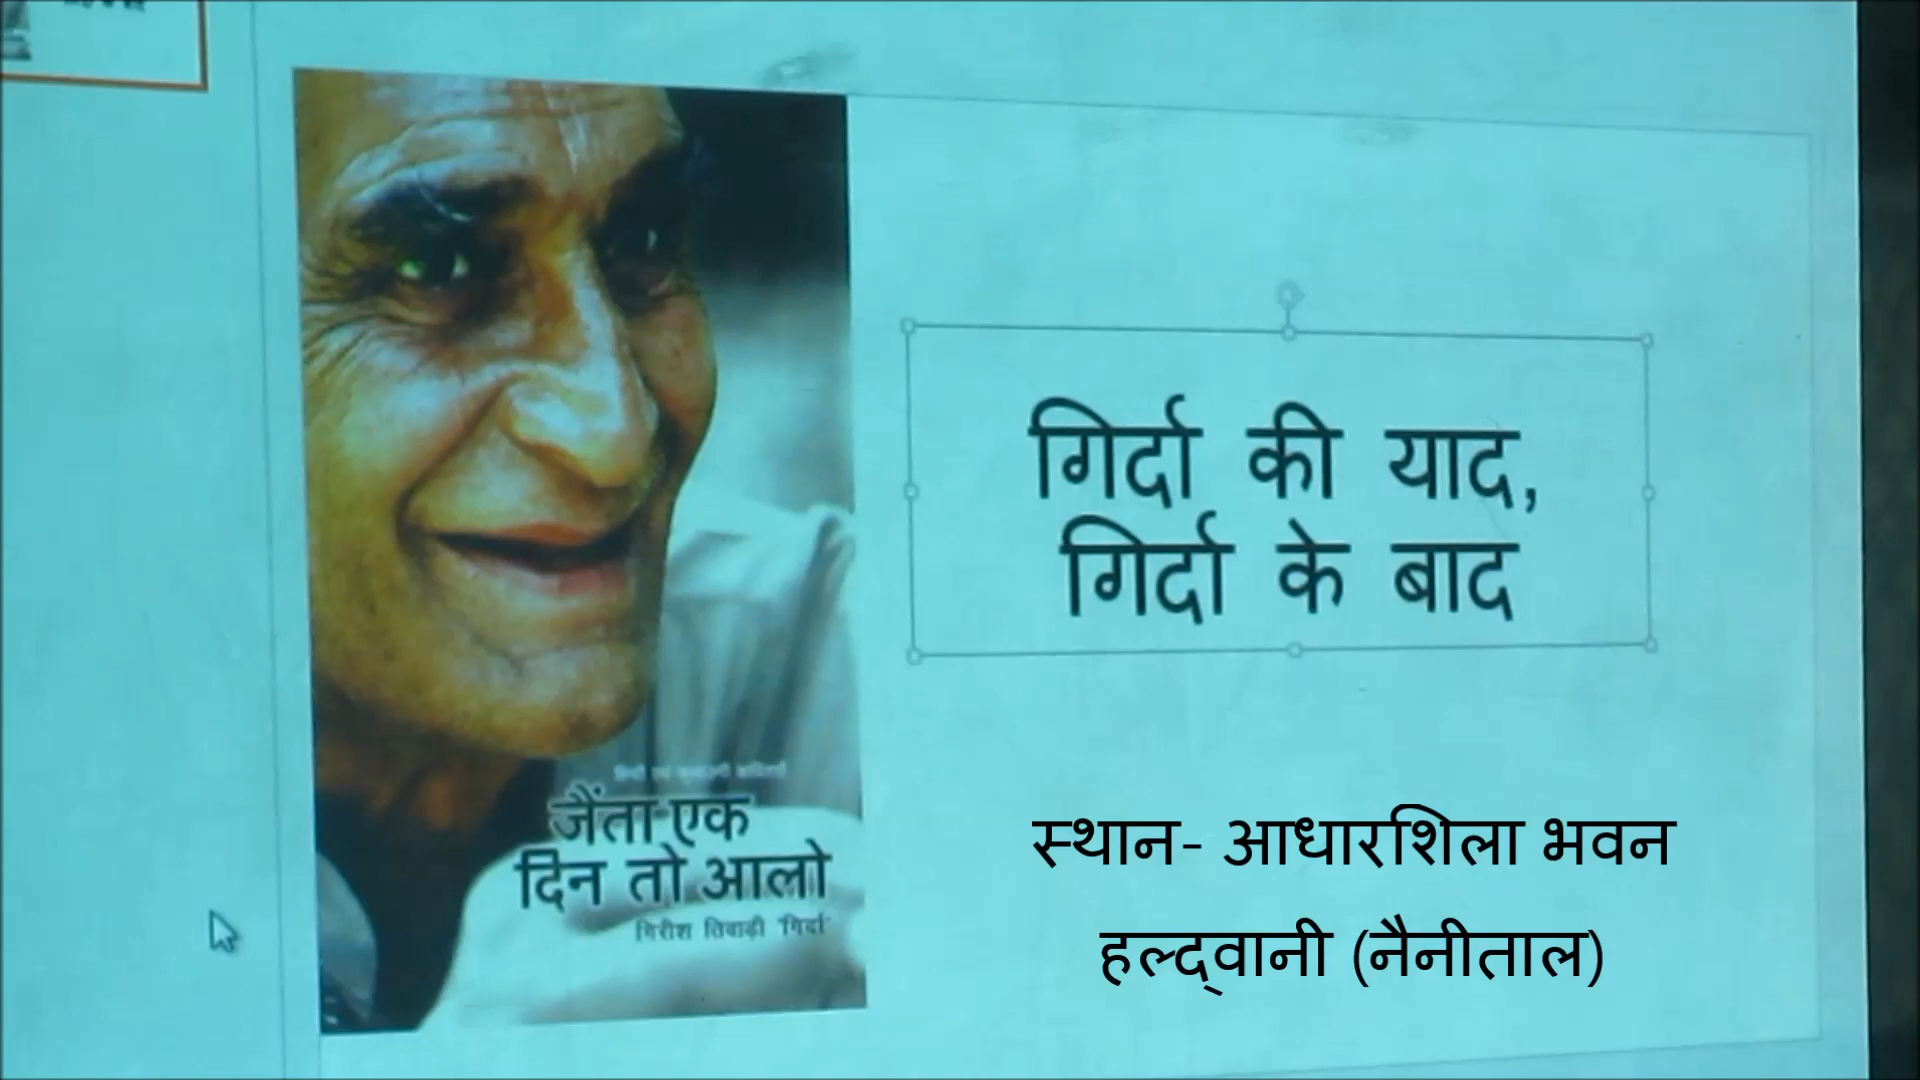 गिर्दा की याद,
गिर्दा के बाद
जैंता एक
दिन तो आलो
गिरीश तिवाड़ी 'गिर्दा'
स्थान- आधारशिला भवन
हल्द्वानी (नैनीताल)